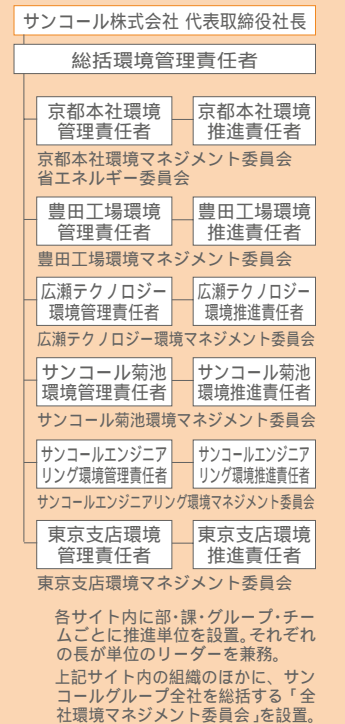 サンコール株式会社 代表取締役社長
総括環境管理責任者
京都本社環境
管理責任者
京都本社環境
推進責任者
京都本社環境マネジメント委員会
省エネルギー委員会
豊田工場環境
管理責任者
豊田工場環境
推進責任者
豊田工場環境マネジメント委員会
広瀬テクノロジー
環境管理責任者
広瀬テクノロジー
環境推進責任者
広瀬テクノロジー環境マネジメント委員会
サンコール菊池
環境管理責任者
サンコール菊池
環境推進責任者
サンコール菊池環境マネジメント委員会
サンコールエンジニア
リング環境管理責任者
サンコールエンジニア
リング環境推進責任者
サンコールエンジニアリング環境マネジメント委員会
東京支店環境
管理責任者
東京支店環境
推進責任者
東京支店環境マネジメント委員会
各サイト内に部・課・グループ・チー
ムごとに推進単位を設置。それぞれ
の長が単位のリーダーを兼務。
上記サイト内の組織のほかに、サン
コールグループ全社を総括する「全
社環境マネジメント委員会」を設置。